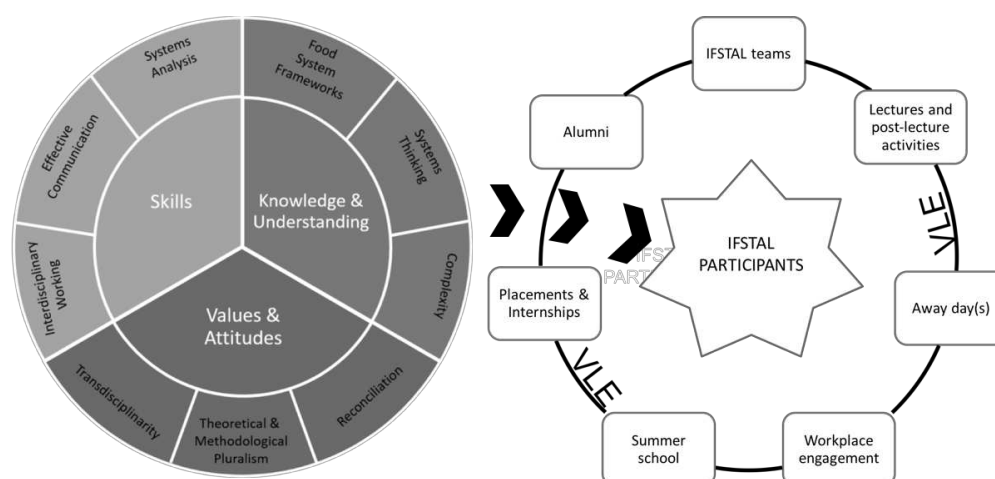 Systems
Analysis
Food
System
Frameworks
Effective
Communication
Systems
Thinking
Skills
Knowledge &
Understanding
Interdisciplinary
Working
Complexity
Values &
Attitudes
Transdisciplinarity
Theoretical &
Methodological
Pluralism
Reconciliation
IFSTAL teams
Alumni
Lectures and
post-lecture
activities
VLE
IFSTAL
PARTICIPANTS
IFST
PARTI
Placements &
Internships
Away day(s)
VLE
Summer
school
Workplace
engagement